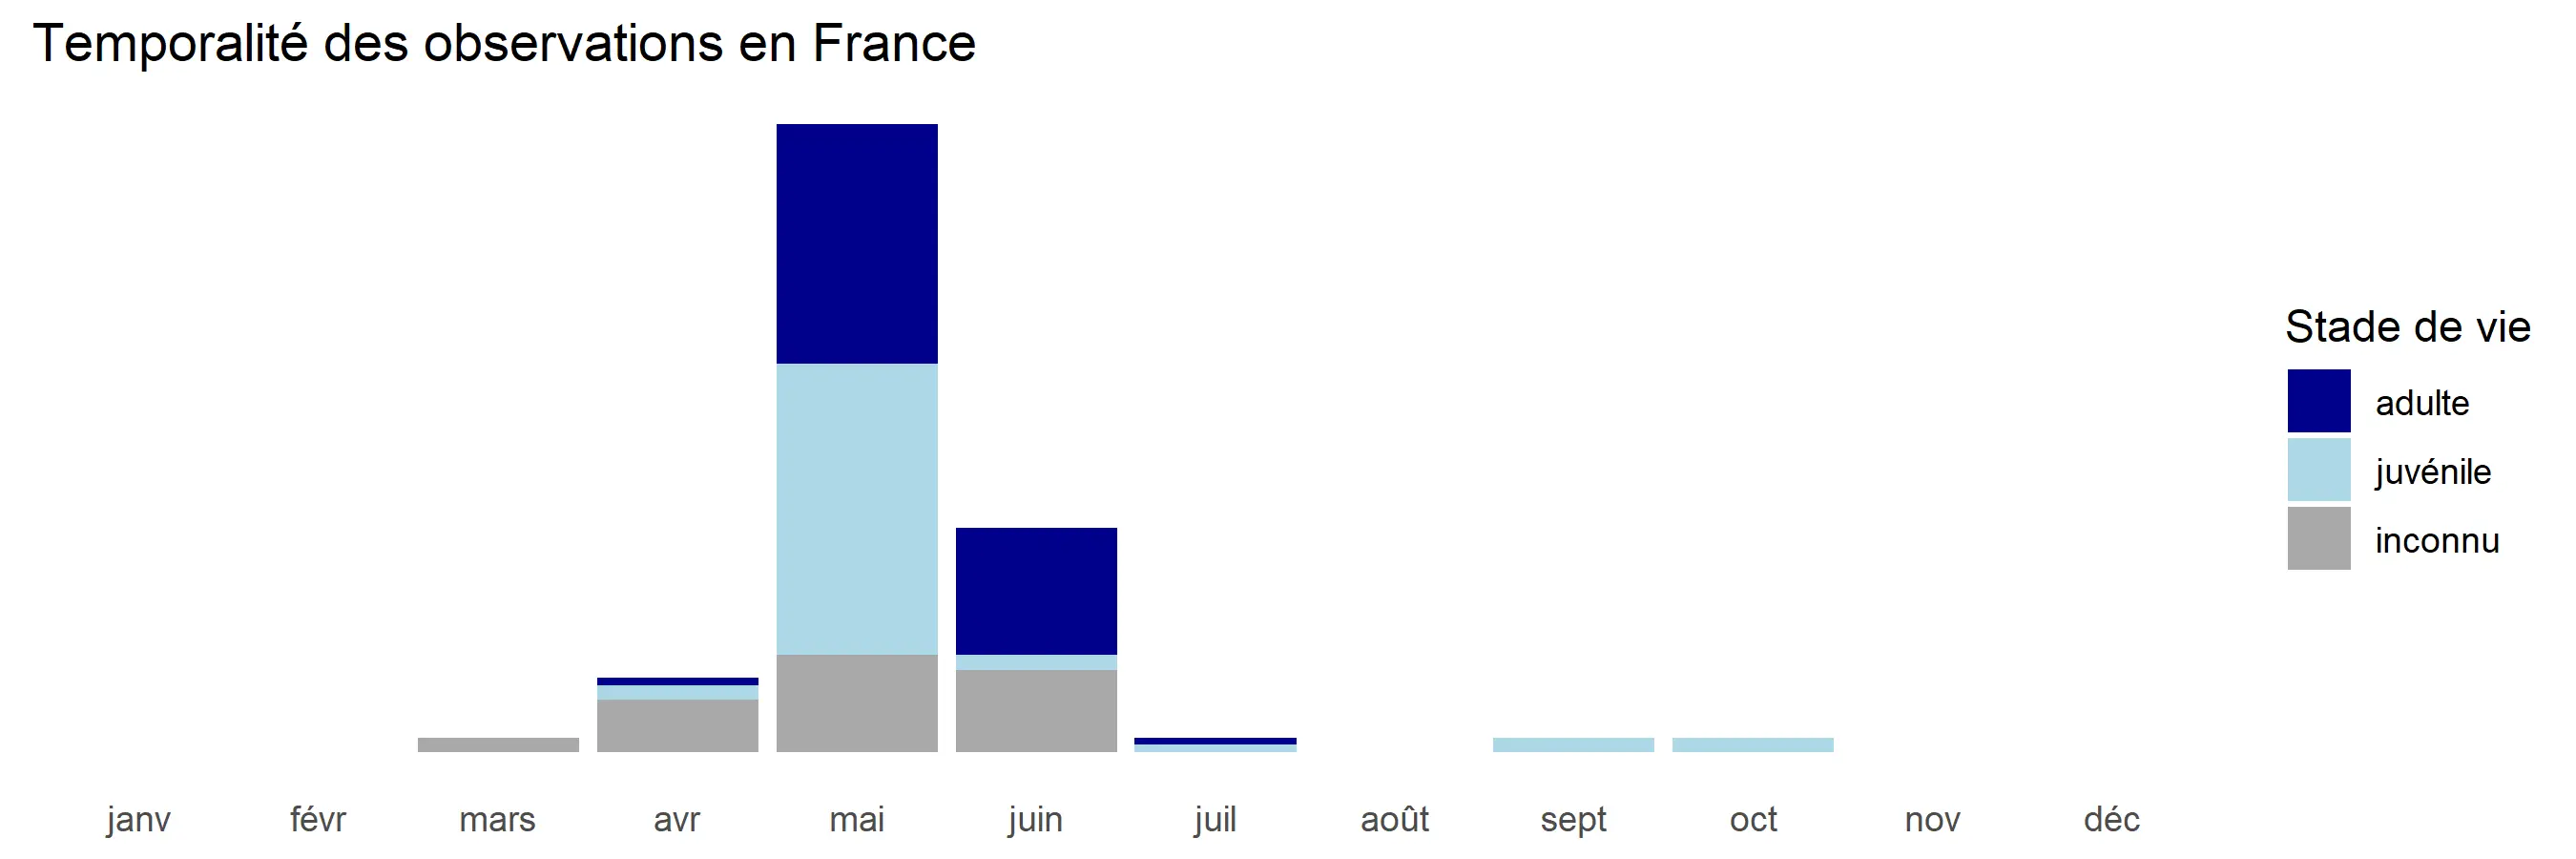 Temporalité des observations en France
Stade de vie
adulte
juvénile
inconnu
janv févr mars avr mai juin juil août sept oct nov déc